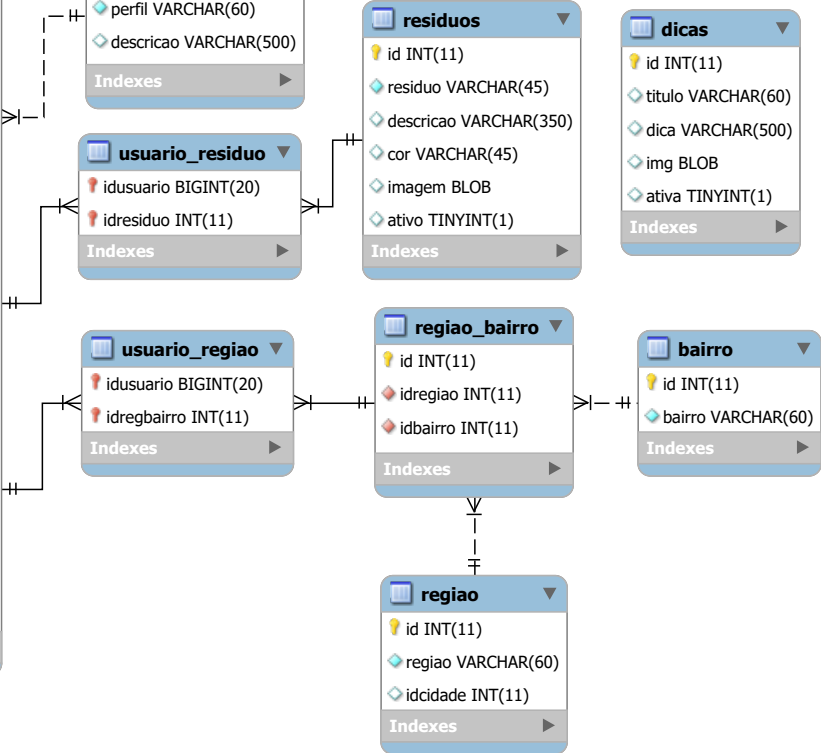 perfil VARCHAR(60)
descricao VARCHAR(500)
Indexes
usuario_residuo
idusuario BIGINT(20)
idresiduo INT(11)
Indexes
residuos
id INT(11)
residuo VARCHAR(45)
descricao VARCHAR(350)
cor VARCHAR(45)
imagem BLOB
ativo TINYINT(1)
Indexes
dicas
id INT(11)
titulo VARCHAR(60)
dica VARCHAR(500)
img BLOB
ativa TINYINT(1)
Indexes
usuario_regiao
idusuario BIGINT(20)
idregbairro INT(11)
Indexes
regiao_bairro
id INT(11)
idregiao INT(11)
idbairro INT(11)
Indexes
bairro
id INT(11)
bairro VARCHAR(60)
Indexes
regiao
id INT(11)
regiao VARCHAR(60)
idcidade INT(11)
Indexes